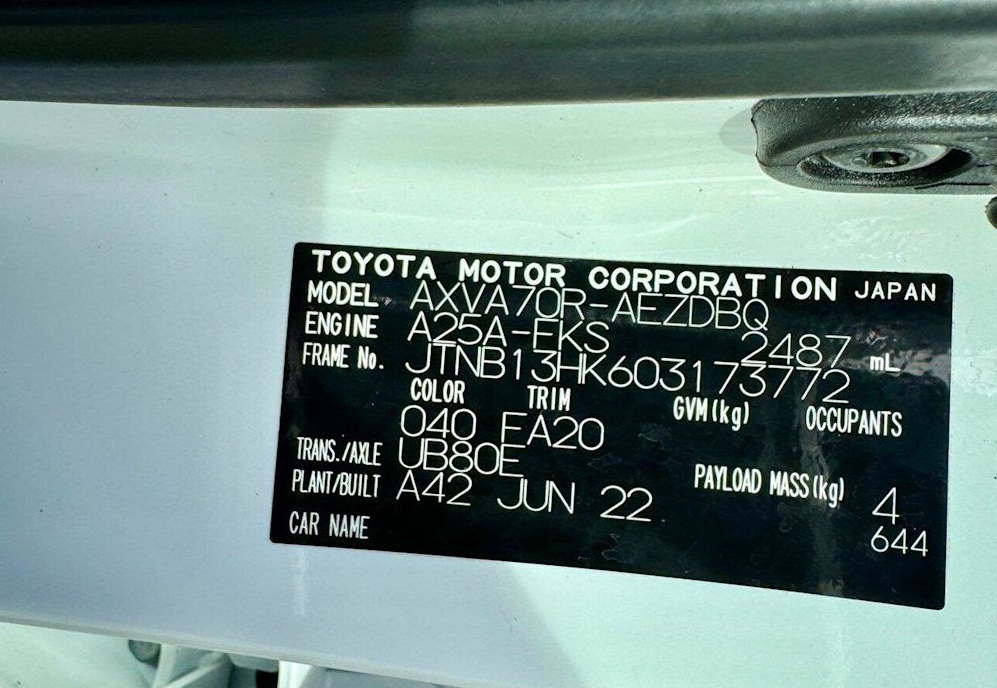 TOYOTA MOTOR CORPORATION JAPAN
MODEL AXVA70R-AEZDBQ
ENGINE A25A-FKS 2487 mL
FRAME No. JTNB13HK603173772
COLOR TRIM GVM(kg) OCCUPANTS
040 FA20
TRANS./AXLE UB80E PAYLOAD MASS(kg) 4
PLANT/BUILT A42 JUN 22
644
CAR NAME